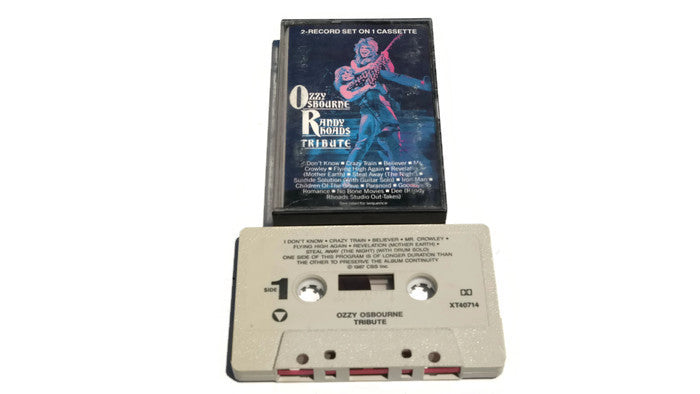 2-RECORD SET ON 1 CASSETTE
OZZY
OSBOURNE
RANDY
RHOADS
TRIBUTE
Don't Know ■ Crazy Train ■ Believer ■ Mr.
Crowley ■ Flying High Again ■ Revelation
(Mother Earth) ■ Steal Away (The Night)
Suicide Solution (With Guitar Solo) ■ Iron Man ■
Children Of The Grave ■ Paranoid ■ Goodbye To
Romance ■ No Bone Movies ■ Dee (Randy
Rhoads Studio Out-Takes)
See label for sequence
I DON'T KNOW • CRAZY TRAIN • BELIEVER • MR. CROWLEY •
FLYING HIGH AGAIN • REVELATION (MOTHER EARTH) •
STEAL AWAY (THE NIGHT) (WITH DRUM SOLO)
ONE SIDE OF THIS PROGRAM IS OF LONGER DURATION THAN
THE OTHER TO PRESERVE THE ALBUM CONTINUITY
℗ 1987 CBS Inc.
SIDE 1
XT40714
OZZY OSBOURNE
TRIBUTE